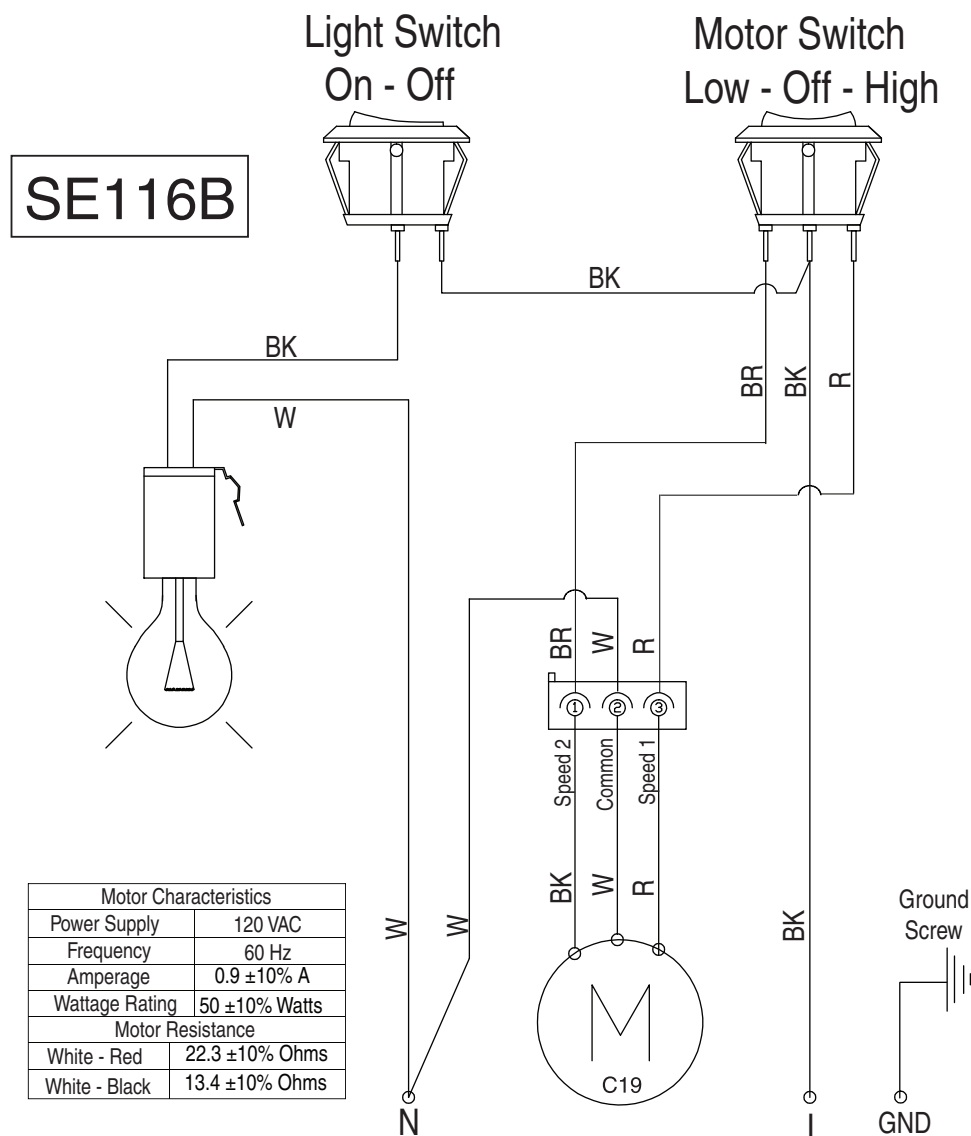 Light Switch
On - Off
Motor Switch
Low - Off - High
SE116B
BK
BK
W
BR
BK
R
BR
W
R
1
2
3
Speed 2
Common
Speed 1
BK
W
R
W
W
BK
Ground
Screw
Motor Characteristics
Power Supply 120 VAC
Frequency 60 Hz
Amperage 0.9 ±10% A
Wattage Rating 50 ±10% Watts
Motor Resistance
White - Red 22.3 ±10% Ohms
White - Black 13.4 ±10% Ohms
M
C19
N
l
GND